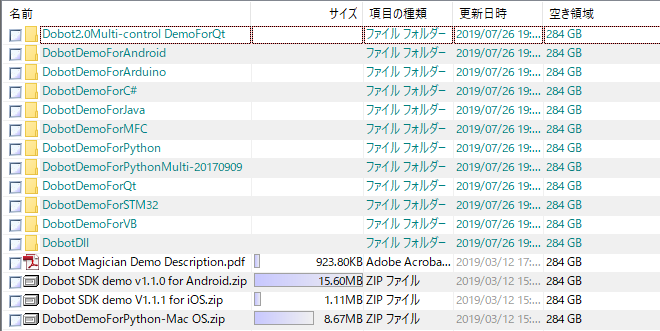 名前 サイズ 項目の種類 更新日時 空き領域
Dobot2.0Multi-control DemoForQt ファイル フォルダー 2019/07/26 19:... 284 GB
DobotDemoForAndroid ファイル フォルダー 2019/07/26 19:... 284 GB
DobotDemoForArduino ファイル フォルダー 2019/07/26 19:... 284 GB
DobotDemoForC# ファイル フォルダー 2019/07/26 19:... 284 GB
DobotDemoForJava ファイル フォルダー 2019/07/26 19:... 284 GB
DobotDemoForMFC ファイル フォルダー 2019/07/26 19:... 284 GB
DobotDemoForPython ファイル フォルダー 2019/07/26 19:... 284 GB
DobotDemoForPythonMulti-20170909 ファイル フォルダー 2019/07/26 19:... 284 GB
DobotDemoForQt ファイル フォルダー 2019/07/26 19:... 284 GB
DobotDemoForSTM32 ファイル フォルダー 2019/07/26 19:... 284 GB
DobotDemoForVB ファイル フォルダー 2019/07/26 19:... 284 GB
DobotDll ファイル フォルダー 2019/07/26 19:... 284 GB
Dobot Magician Demo Description.pdf 923.80KB Adobe Acroba... 2019/03/12 17:... 284 GB
Dobot SDK demo v1.1.0 for Android.zip 15.60MB ZIP ファイル 2019/03/12 15:... 284 GB
Dobot SDK demo V1.1.1 for iOS.zip 1.11MB ZIP ファイル 2019/03/12 15:... 284 GB
DobotDemoForPython-Mac OS.zip 8.67MB ZIP ファイル 2019/03/12 15:... 284 GB